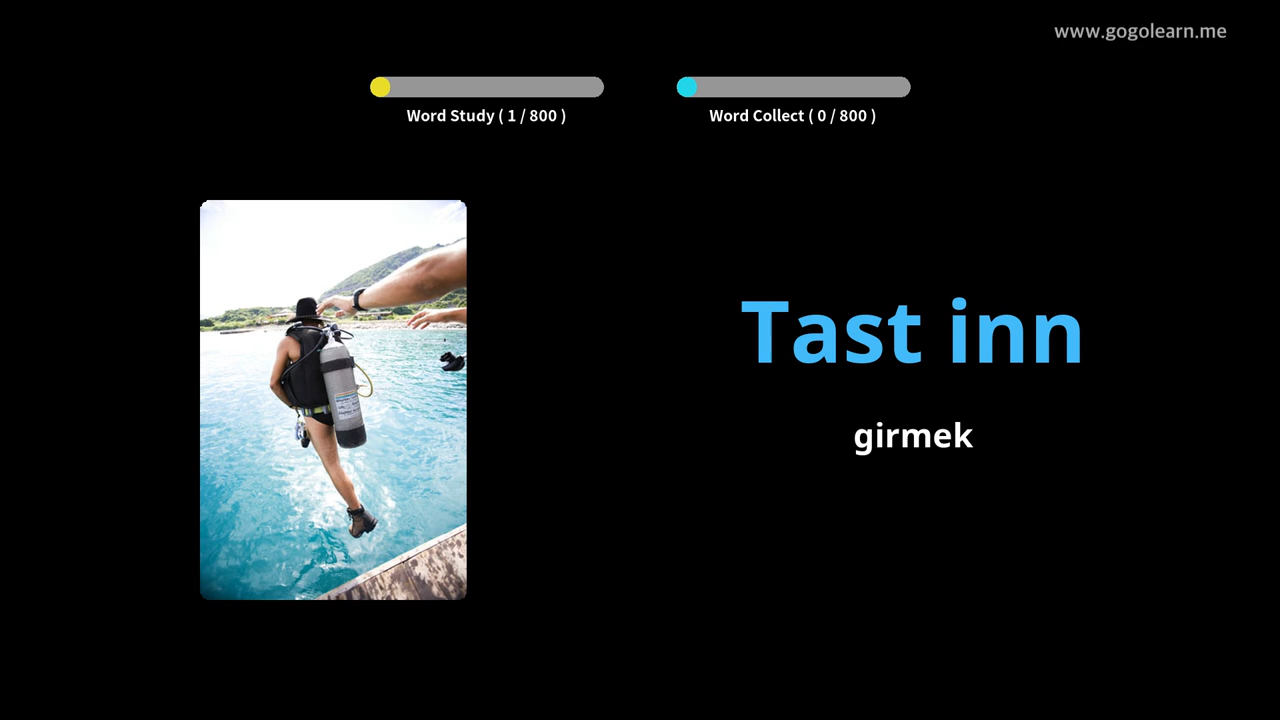 www.gogolearn.me
Word Study ( 1 / 800 )
Word Collect ( 0 / 800 )
Tast inn
girmek